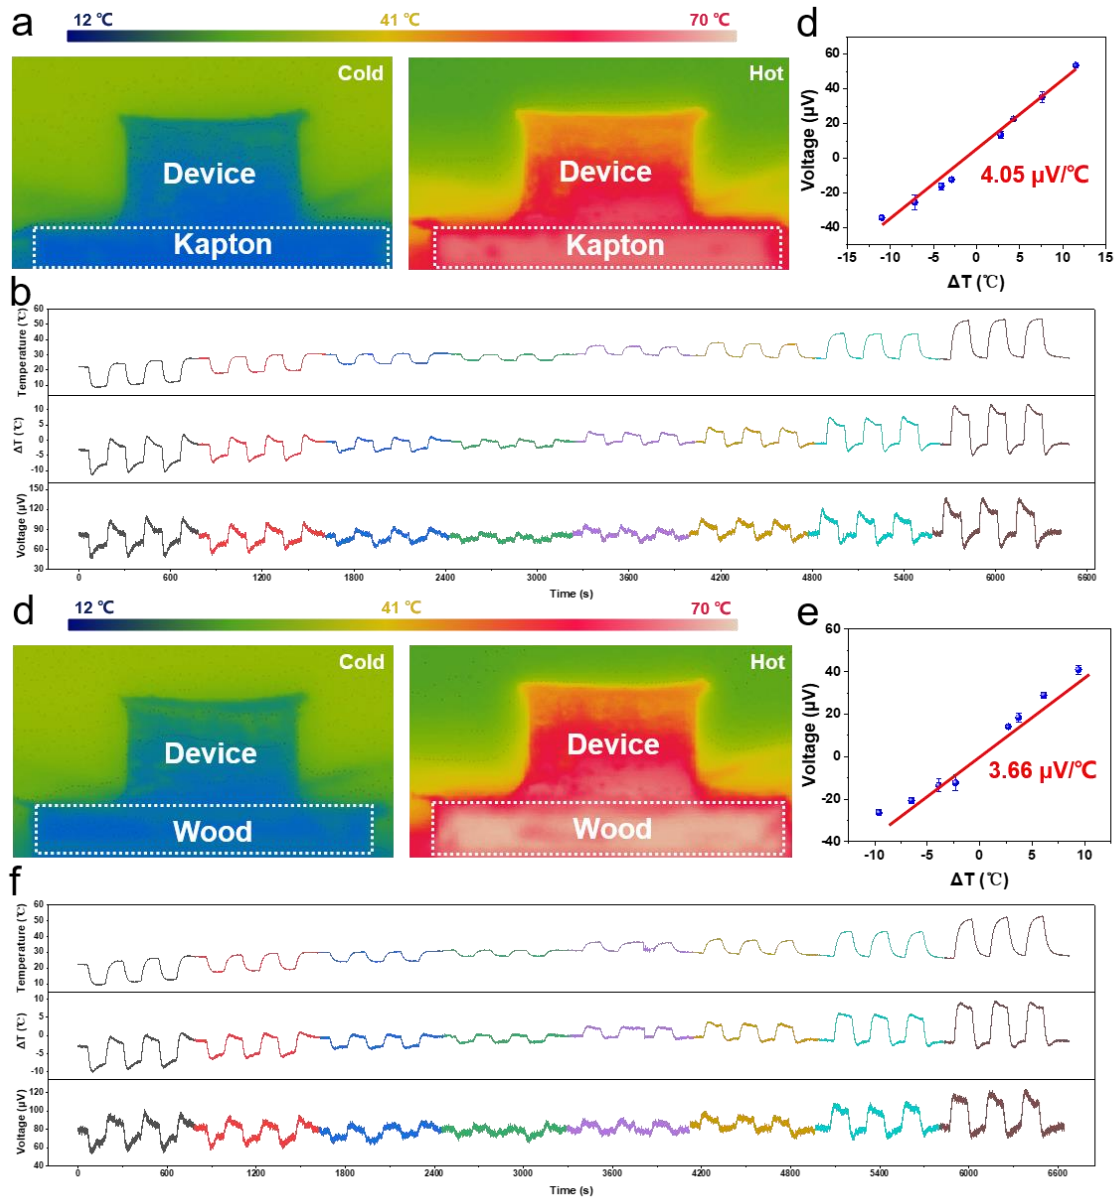 a
12 ℃ 41 ℃ 70 ℃
Cold
Device
Kapton
Hot
Device
Kapton
d
60
40
20
0
-20
-40
Voltage (μV)
4.05 μV/℃
-15 -10 -5 0 5 10 15
ΔT (℃)
b
60
50
40
30
20
10
Temperature (℃)
10
5
0
-5
-10
ΔT (℃)
150
120
90
60
30
Voltage (μV)
0 600 1200 1800 2400 3000 3600 4200 4800 5400 6000 6600
Time (s)
d
12 ℃ 41 ℃ 70 ℃
Cold
Device
Wood
Hot
Device
Wood
e
60
40
20
0
-20
-40
Voltage (μV)
3.66 μV/℃
-10 -5 0 5 10
ΔT (℃)
f
60
50
40
30
20
10
Temperature (℃)
10
5
0
-5
-10
ΔT (℃)
120
100
80
60
40
Voltage (μV)
0 600 1200 1800 2400 3000 3600 4200 4800 5400 6000 6600
Time (s)